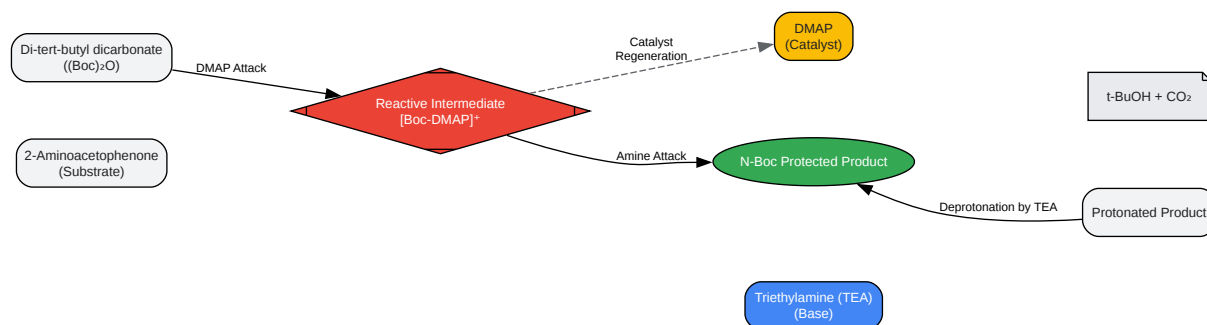 Di-tert-butyl dicarbonate
((Boc)₂O)
DMAP Attack
Reactive Intermediate
[Boc-DMAP]⁺
Catalyst
Regeneration
DMAP
(Catalyst)
t-BuOH + CO₂
2-Aminoacetophenone
(Substrate)
Amine Attack
N-Boc Protected Product
Deprotonation by TEA
Protonated Product
Triethylamine (TEA)
(Base)